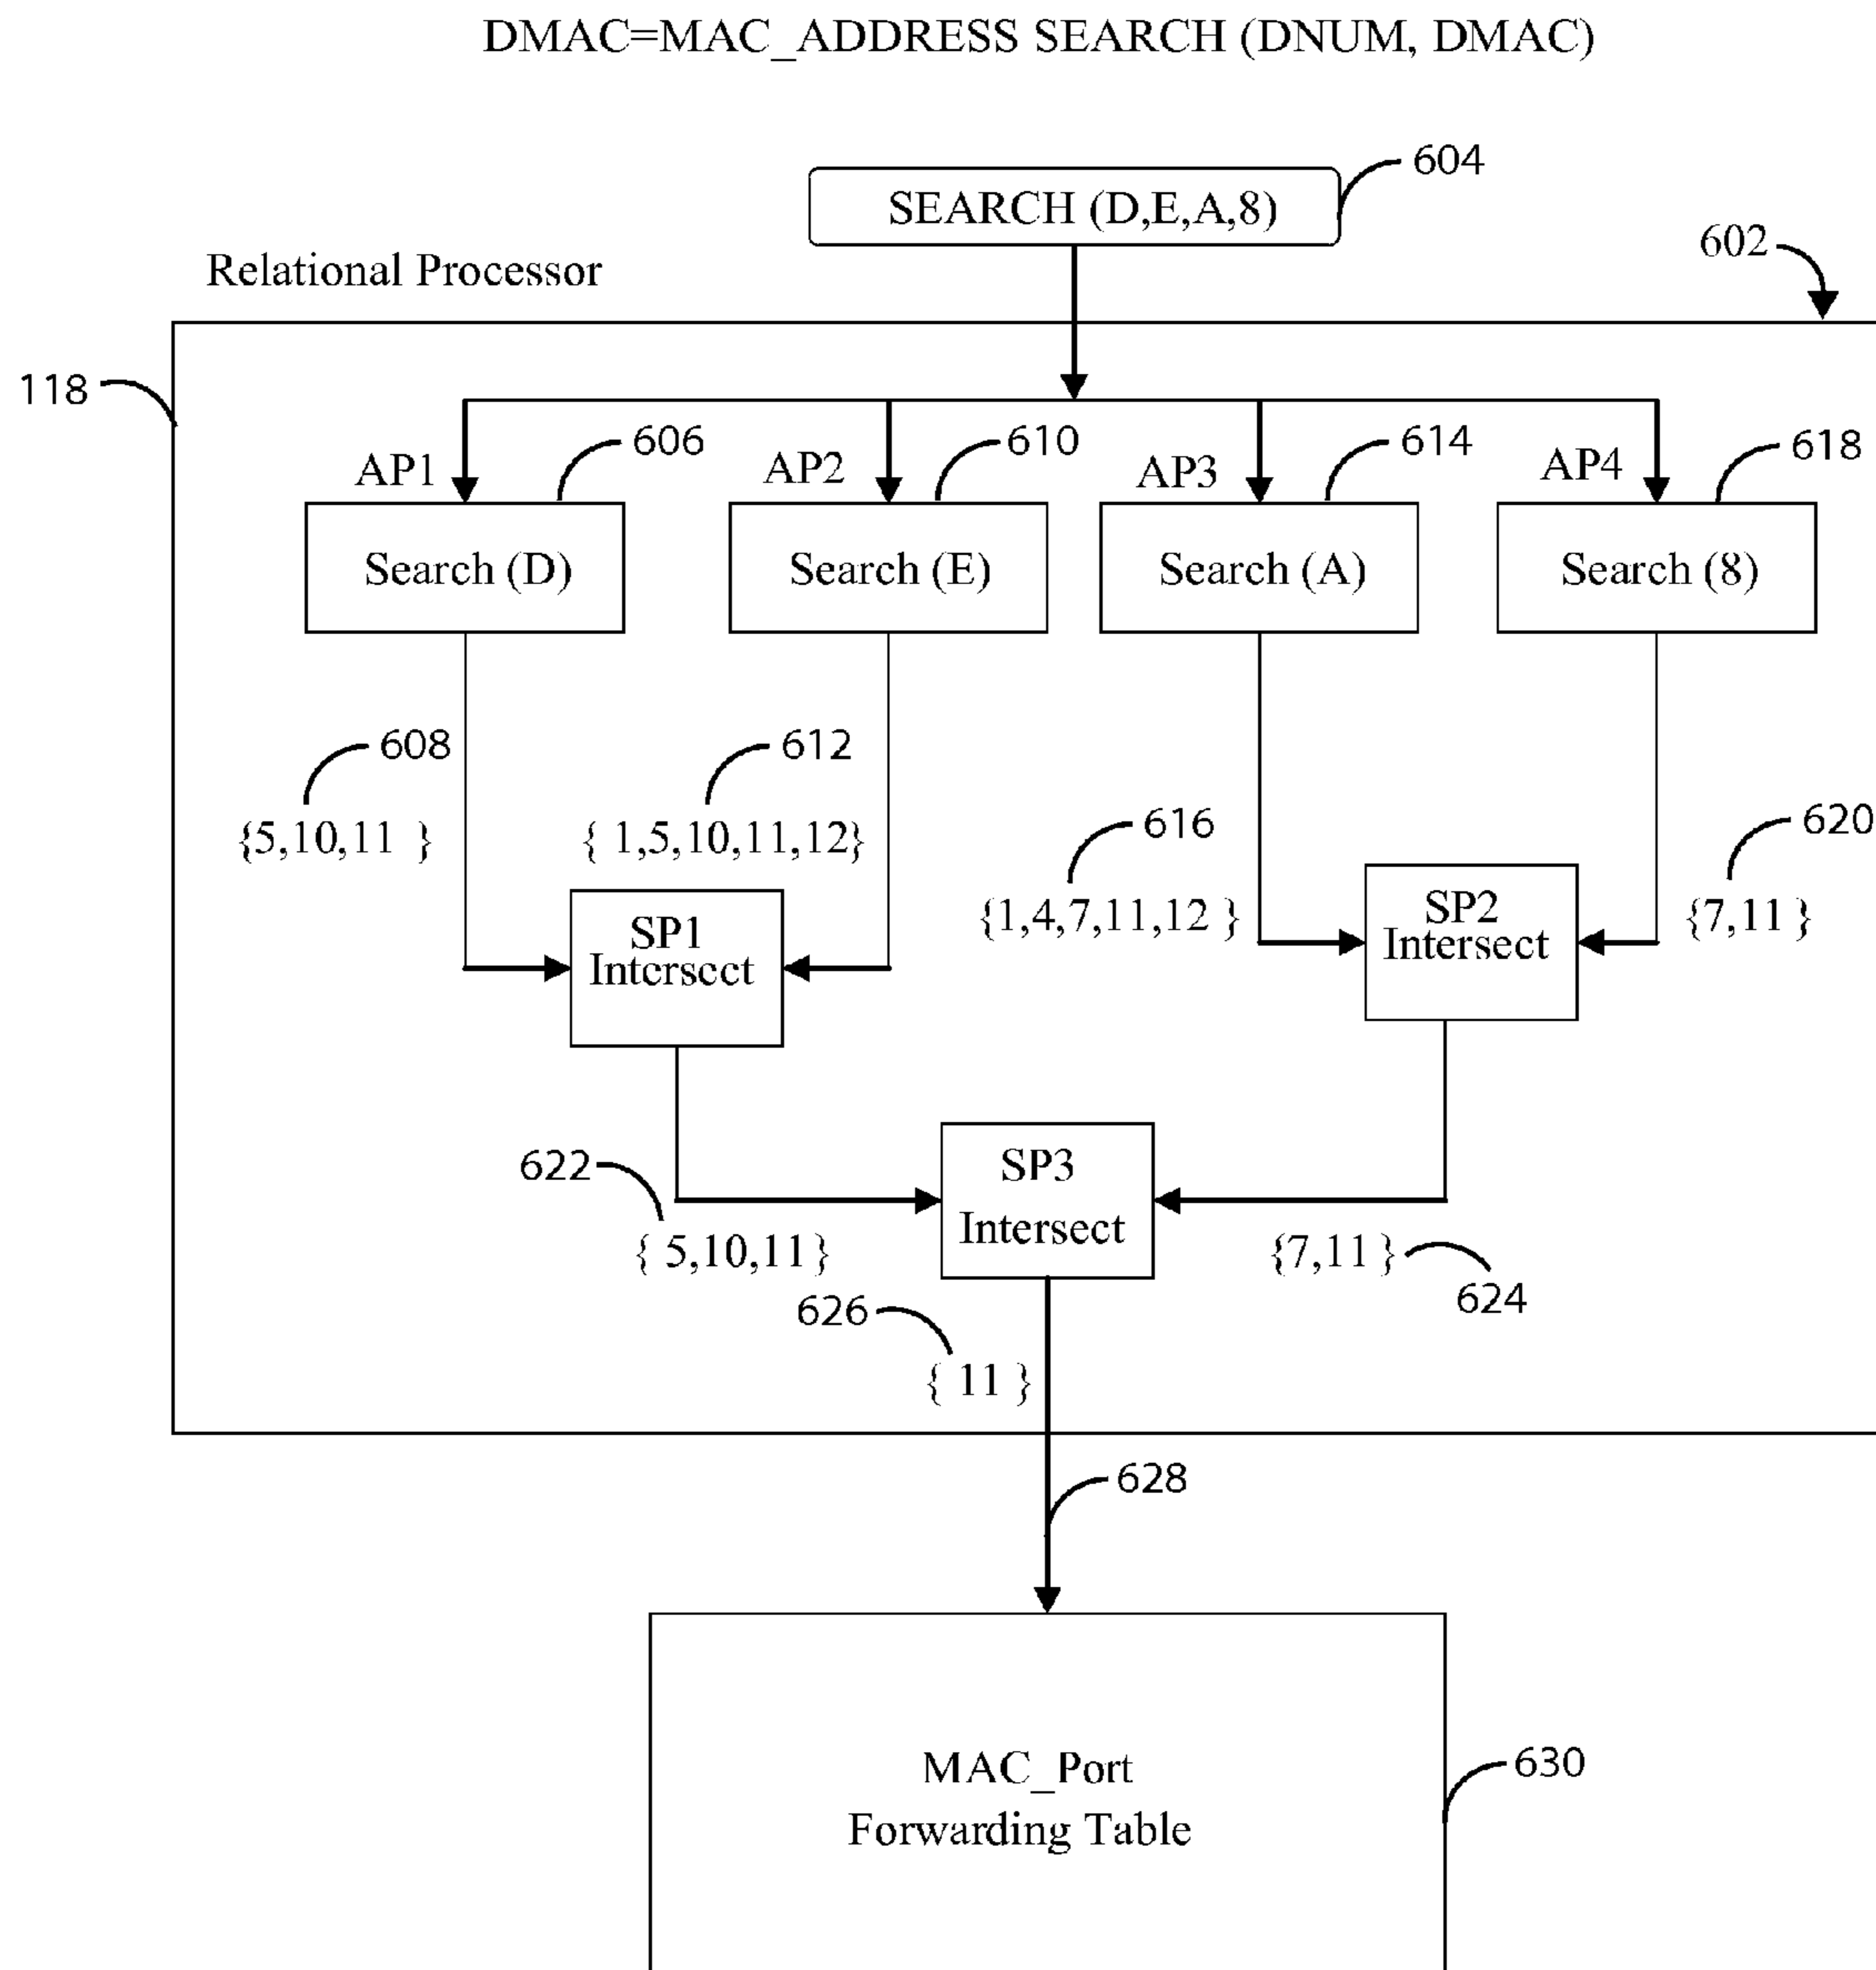 DMAC=MAC_ADDRESS SEARCH (DNUM, DMAC)
604
SEARCH (D,E,A,8)
602
Relational Processor
118
606
610
614
618
AP1
AP2
AP3
AP4
Search (D)
Search (E)
Search (A)
Search (8)
608
612
616
620
{5,10,11 }
{ 1,5,10,11,12}
{1,4,7,11,12 }
{7,11 }
SP1
Intersect
SP2
Intersect
622
SP3
Intersect
{ 5,10,11}
{7,11 }
624
626
{ 11 }
628
MAC_Port
Forwarding Table
630